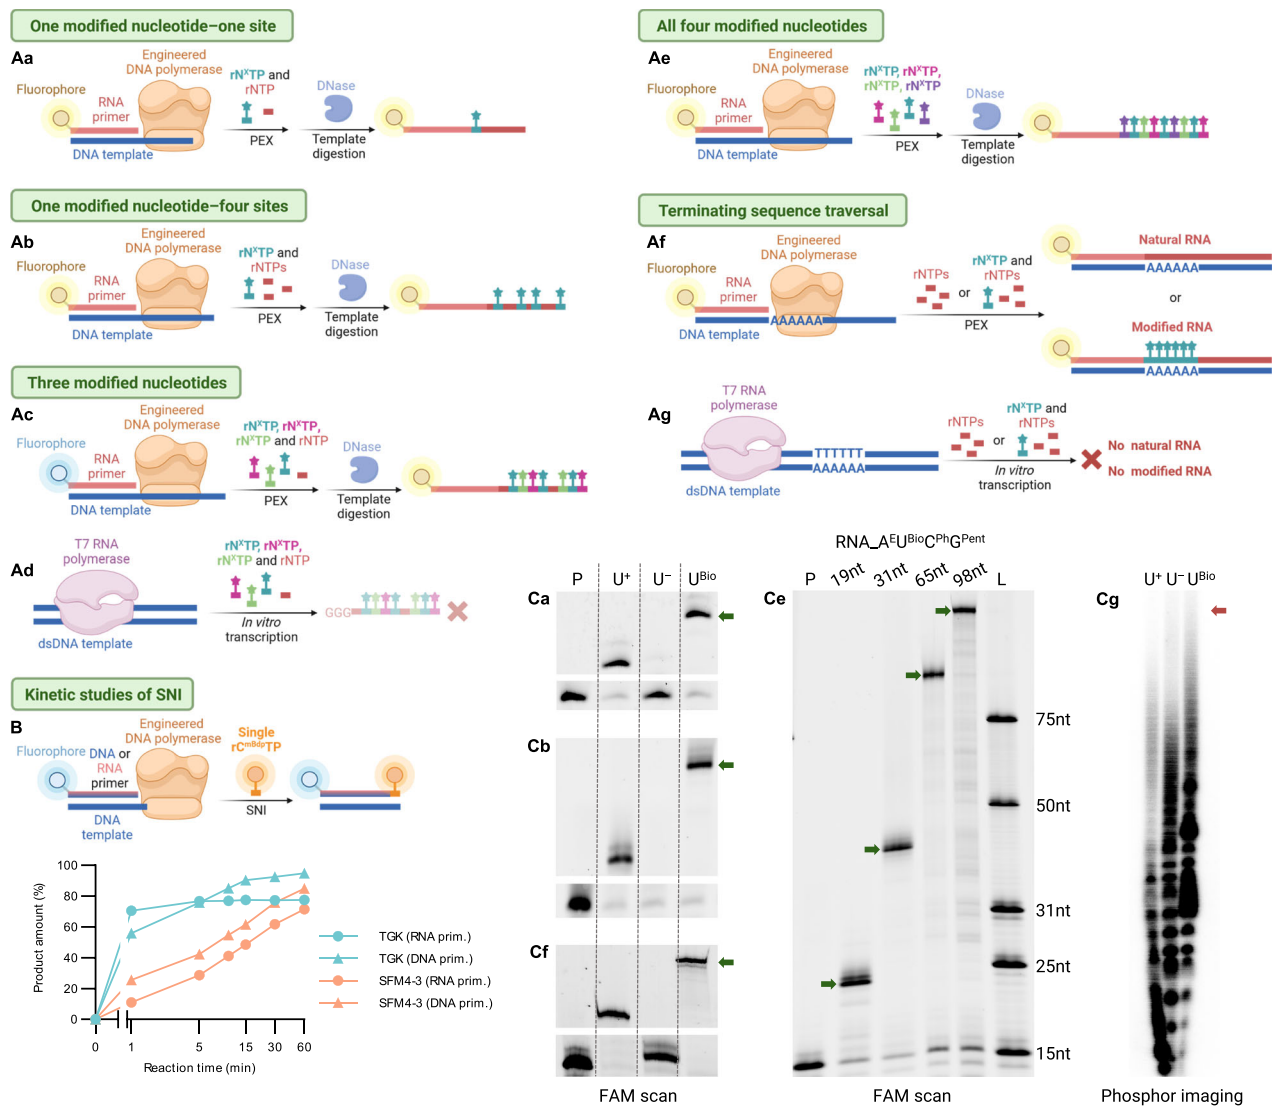 One modified nucleotide–one site
Aa
Engineered
DNA polymerase
Fluorophore
RNA
primer
DNA template
rNˣTP and
rNTP
PEX
DNase
Template
digestion
One modified nucleotide–four sites
Ab
Engineered
DNA polymerase
Fluorophore
RNA
primer
DNA template
rNˣTP and
rNTPs
PEX
DNase
Template
digestion
Three modified nucleotides
Ac
Engineered
DNA polymerase
Fluorophore
RNA
primer
DNA template
rNˣTP, rNˣTP,
rNˣTP and rNTP
PEX
DNase
Template
digestion
Ad
T7 RNA
polymerase
dsDNA template
rNˣTP, rNˣTP,
rNˣTP and rNTP
In vitro
transcription
GGG
Kinetic studies of SNI
B
Engineered
DNA polymerase
Fluorophore
DNA or
RNA
primer
DNA
template
Single
rCᵐᴮᵈᵖTP
SNI
Product amount (%)
100
80
60
40
20
0
0
1
5
15
30
60
Reaction time (min)
TGK (RNA prim.)
TGK (DNA prim.)
SFM4-3 (RNA prim.)
SFM4-3 (DNA prim.)
All four modified nucleotides
Ae
Engineered
DNA polymerase
Fluorophore
RNA
primer
DNA template
rNˣTP, rNˣTP,
rNˣTP, rNˣTP
PEX
DNase
Template
digestion
Terminating sequence traversal
Af
Engineered
DNA polymerase
Fluorophore
RNA
primer
DNA template
AAAAAA
rNTPs
or
rNˣTP and
rNTPs
PEX
Natural RNA
AAAAAA
or
Modified RNA
AAAAAA
Ag
T7 RNA
polymerase
dsDNA template
TTTTTT
AAAAAA
rNTPs
or
rNˣTP and
rNTPs
In vitro
transcription
No natural RNA
No modified RNA
P U⁺ U⁻ Uᴮⁱᵒ
Ca
Cb
Cf
FAM scan
RNA_AᴱUᴮⁱᵒCᴾʰGᴾᵉⁿᵗ
P 19nt 31nt 65nt 98nt L
Ce
75nt
50nt
31nt
25nt
15nt
FAM scan
U⁺ U⁻ Uᴮⁱᵒ
Cg
Phosphor imaging